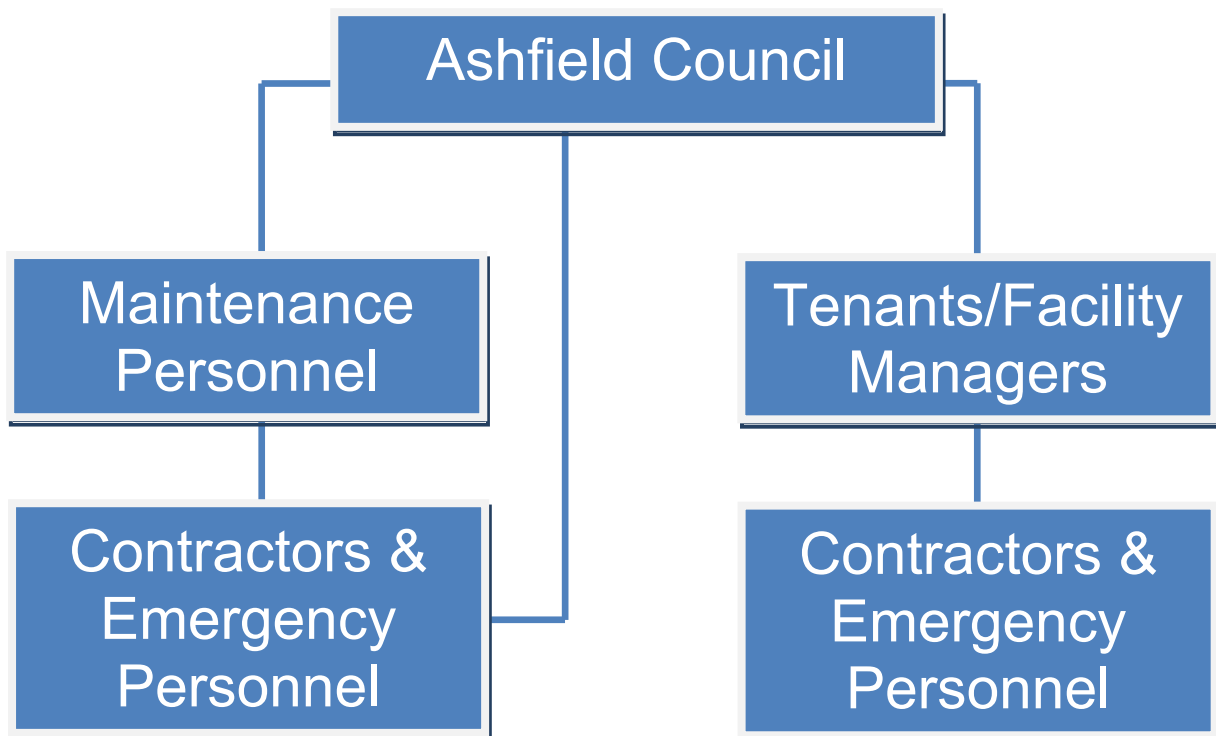 Ashfield Council
Maintenance
Personnel
Tenants/Facility
Managers
Contractors &
Emergency
Personnel
Contractors &
Emergency
Personnel